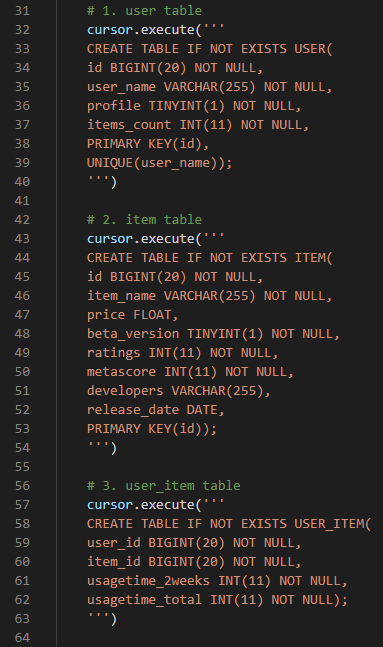 31 # 1. user table
32 cursor.execute('''
33 CREATE TABLE IF NOT EXISTS USER(
34 id BIGINT(20) NOT NULL,
35 user_name VARCHAR(255) NOT NULL,
36 profile TINYINT(1) NOT NULL,
37 items_count INT(11) NOT NULL,
38 PRIMARY KEY(id),
39 UNIQUE(user_name));
40 ''')
41
42 # 2. item table
43 cursor.execute('''
44 CREATE TABLE IF NOT EXISTS ITEM(
45 id BIGINT(20) NOT NULL,
46 item_name VARCHAR(255) NOT NULL,
47 price FLOAT,
48 beta_version TINYINT(1) NOT NULL,
49 ratings INT(11) NOT NULL,
50 metascore INT(11) NOT NULL,
51 developers VARCHAR(255),
52 release_date DATE,
53 PRIMARY KEY(id));
54 ''')
55
56 # 3. user_item table
57 cursor.execute('''
58 CREATE TABLE IF NOT EXISTS USER_ITEM(
59 user_id BIGINT(20) NOT NULL,
60 item_id BIGINT(20) NOT NULL,
61 usagetime_2weeks INT(11) NOT NULL,
62 usagetime_total INT(11) NOT NULL);
63 ''')
64